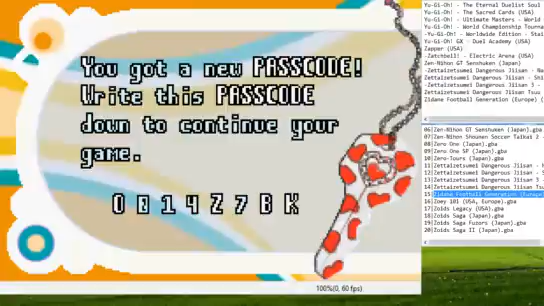 You got a new PASSCODE!
Write this PASSCODE
down to continue your
game.
O 0 1 4 Z 7 B K
100%(0, 60 fps)
Yu-Gi-Oh! - The Eternal Duelist Soul
Yu-Gi-Oh! - The Sacred Cards (USA)
Yu-Gi-Oh! - Ultimate Masters - World
Yu-Gi-Oh! - World Championship Tourna
Yu-Gi-Oh! - Worldwide Edition - Stai
Yu-Gi-Oh! GX - Duel Academy (USA)
Zapper (USA)
Zatchbell! - Electric Arena (USA)
Zen-Nihon GT Senshuken (Japan)
Zettaizetsumei Dangerous Jiisan - Na
Zettaizetsumei Dangerous Jiisan - Shi
Zettaizetsumei Dangerous Jiisan 3 -
Zettaizetsumei Dangerous Jiisan Tsuu
Zidane Football Generation (Europe) (
06|Zen-Nihon GT Senshuken (Japan).gba
07|Zen-Nihon Shounen Soccer Taikai 2 -
08|Zero One (Japan).gba
09|Zero One SP (Japan).gba
10|Zero-Tours (Japan).gba
11|Zettaizetsumei Dangerous Jiisan -
12|Zettaizetsumei Dangerous Jiisan - S
13|Zettaizetsumei Dangerous Jiisan 3 -
14|Zettaizetsumei Dangerous Jiisan Tsu
15|Zidane Football Generation (Europe)
16|Zoey 101 (USA, Europe).gba
17|Zoids Legacy (USA).gba
18|Zoids Saga (Japan).gba
19|Zoids Saga Fuzors (Japan).gba
20|Zoids Saga II (Japan).gba